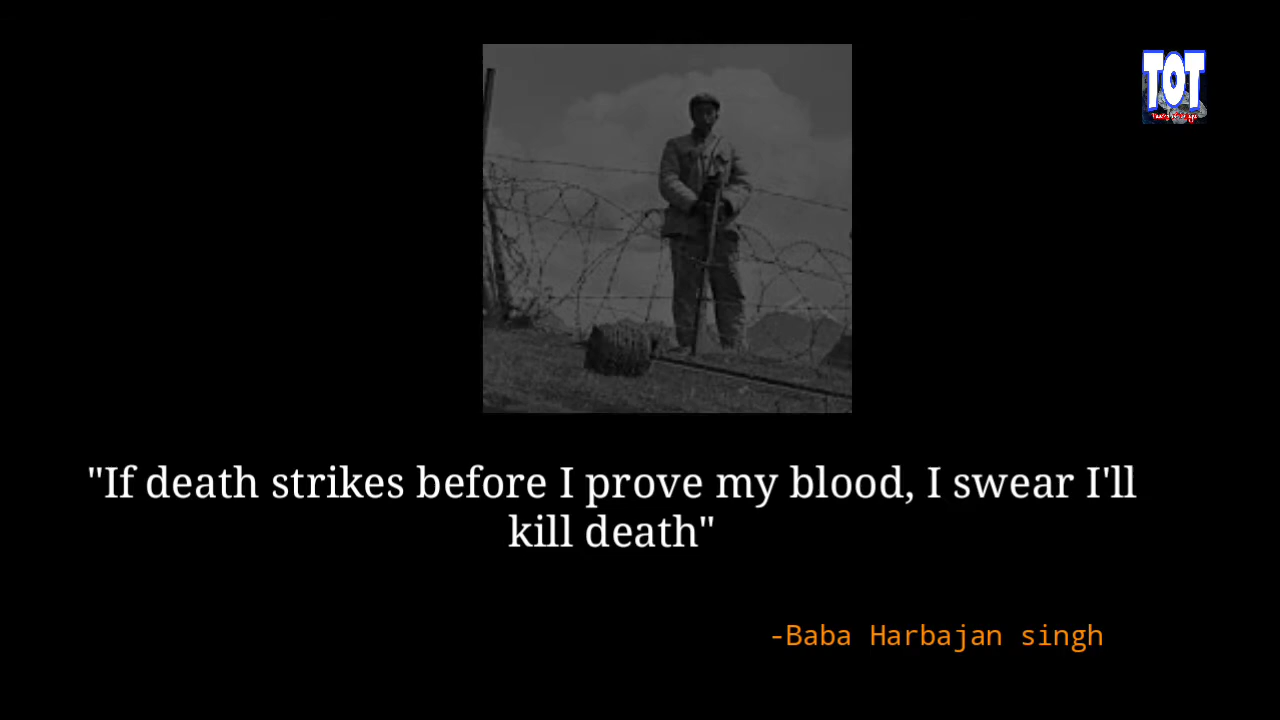 TOT
"If death strikes before I prove my blood, I swear I'll
kill death"
-Baba Harbajan singh